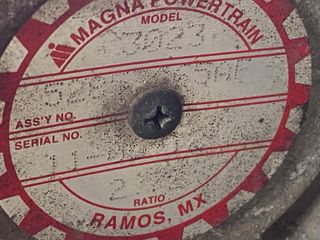 MAGNA POWERTRAIN
MODEL
3023
ASS'Y NO.
SERIAL NO.
RATIO
RAMOS, MX